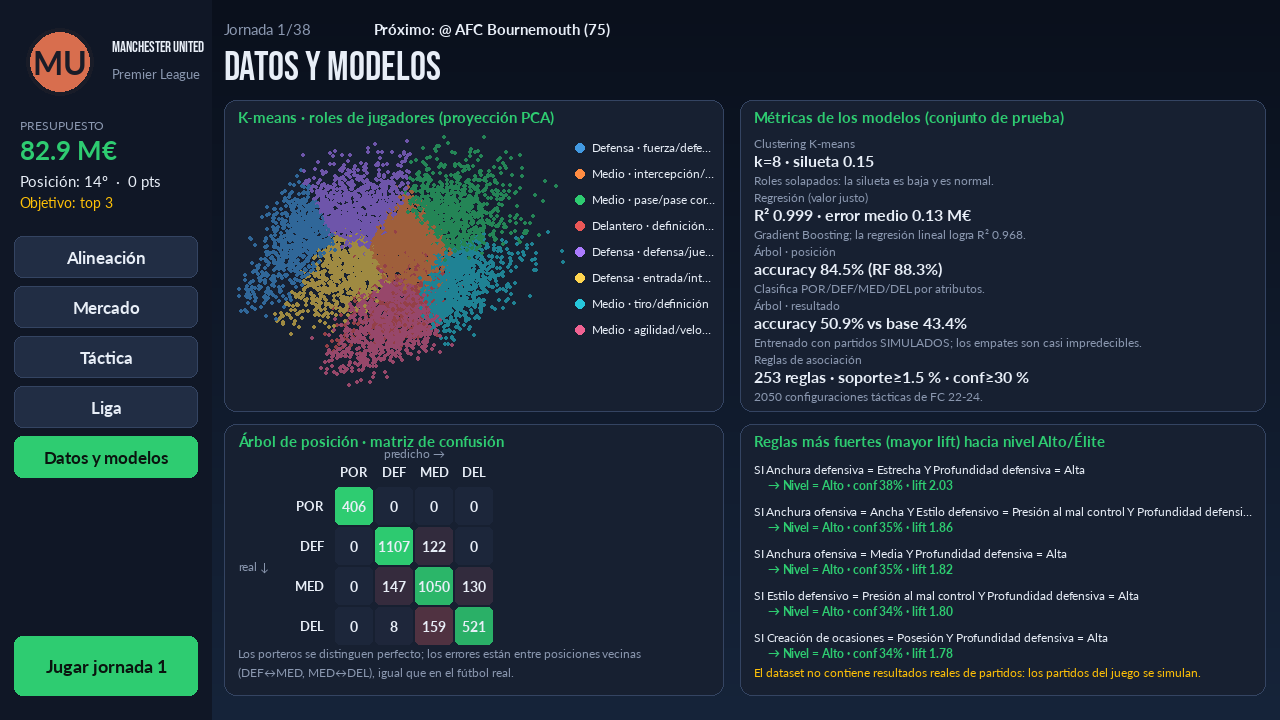 MU
MANCHESTER UNITED
Premier League
PRESUPUESTO
82.9 M€
Posición: 14° · 0 pts
Objetivo: top 3
Alineación
Mercado
Táctica
Liga
Datos y modelos
Jugar jornada 1
Jornada 1/38
Próximo: @ AFC Bournemouth (75)
DATOS Y MODELOS
K-means · roles de jugadores (proyección PCA)
Defensa · fuerza/defe...
Medio · intercepción/...
Medio · pase/pase cor...
Delantero · definición...
Defensa · defensa/jue...
Defensa · entrada/int...
Medio · tiro/definición
Medio · agilidad/velo...
Métricas de los modelos (conjunto de prueba)
Clustering K-means
k=8 · silueta 0.15
Roles solapados: la silueta es baja y es normal.
Regresión (valor justo)
R² 0.999 · error medio 0.13 M€
Gradient Boosting; la regresión lineal logra R² 0.968.
Árbol · posición
accuracy 84.5% (RF 88.3%)
Clasifica POR/DEF/MED/DEL por atributos.
Árbol · resultado
accuracy 50.9% vs base 43.4%
Entrenado con partidos SIMULADOS; los empates son casi impredecibles.
Reglas de asociación
253 reglas · soporte≥1.5 % · conf≥30 %
2050 configuraciones tácticas de FC 22-24.
Árbol de posición · matriz de confusión
predicho →
POR DEF MED DEL
POR 406 0 0 0
DEF 0 1107 122 0
real ↓
MED 0 147 1050 130
DEL 0 8 159 521
Los porteros se distinguen perfecto; los errores están entre posiciones vecinas
(DEF↔MED, MED↔DEL), igual que en el fútbol real.
Reglas más fuertes (mayor lift) hacia nivel Alto/Élite
SI Anchura defensiva = Estrecha Y Profundidad defensiva = Alta
→ Nivel = Alto · conf 38% · lift 2.03
SI Anchura ofensiva = Ancha Y Estilo defensivo = Presión al mal control Y Profundidad defensi...
→ Nivel = Alto · conf 35% · lift 1.86
SI Anchura ofensiva = Media Y Profundidad defensiva = Alta
→ Nivel = Alto · conf 35% · lift 1.82
SI Estilo defensivo = Presión al mal control Y Profundidad defensiva = Alta
→ Nivel = Alto · conf 34% · lift 1.80
SI Creación de ocasiones = Posesión Y Profundidad defensiva = Alta
→ Nivel = Alto · conf 34% · lift 1.78
El dataset no contiene resultados reales de partidos: los partidos del juego se simulan.